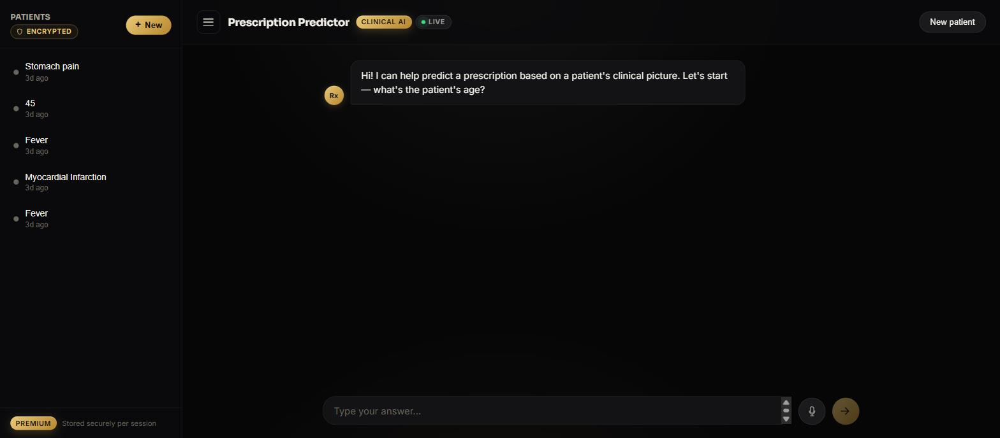 PATIENTS
ENCRYPTED
+ New
Stomach pain
3d ago
45
3d ago
Fever
3d ago
Myocardial Infarction
3d ago
Fever
3d ago
PREMIUM Stored securely per session
Prescription Predictor CLINICAL AI LIVE
New patient
Hi! I can help predict a prescription based on a patient's clinical picture. Let's start
— what's the patient's age?
Rx
Type your answer...